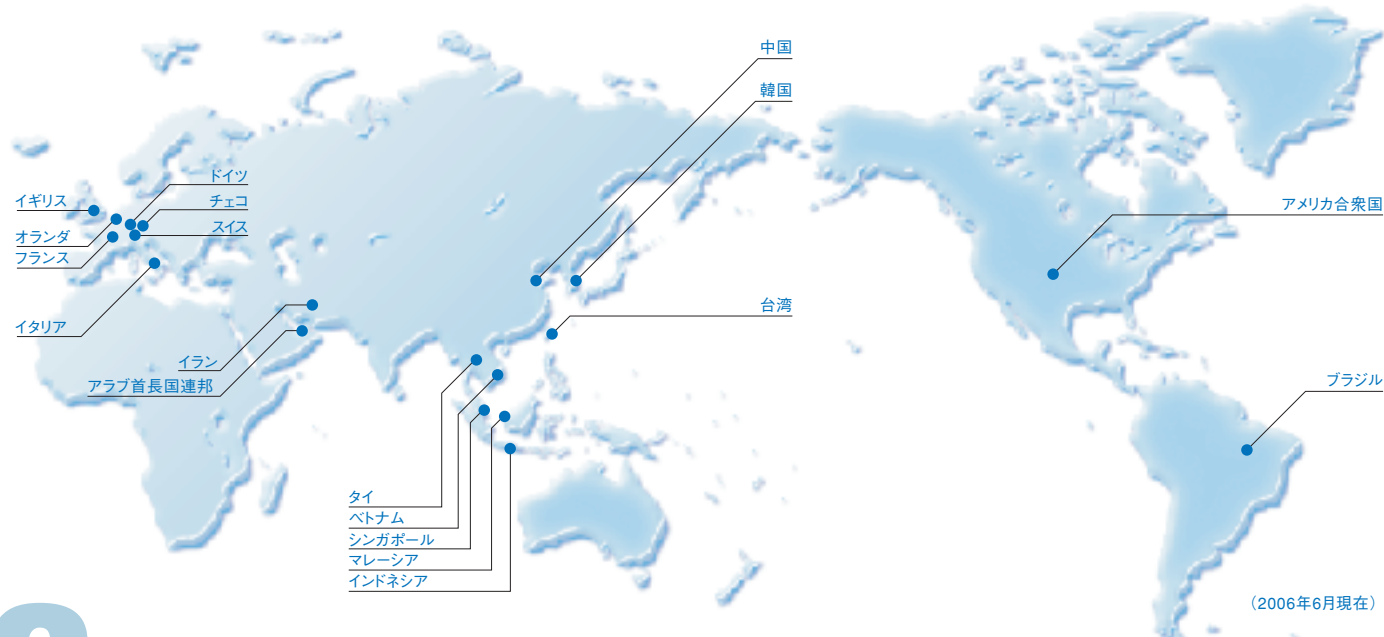 中国
韓国
ドイツ
イギリス
チェコ
アメリカ合衆国
オランダ
スイス
フランス
台湾
イタリア
イラン
アラブ首長国連邦
ブラジル
タイ
ベトナム
シンガポール
マレーシア
インドネシア
（2006年6月現在）